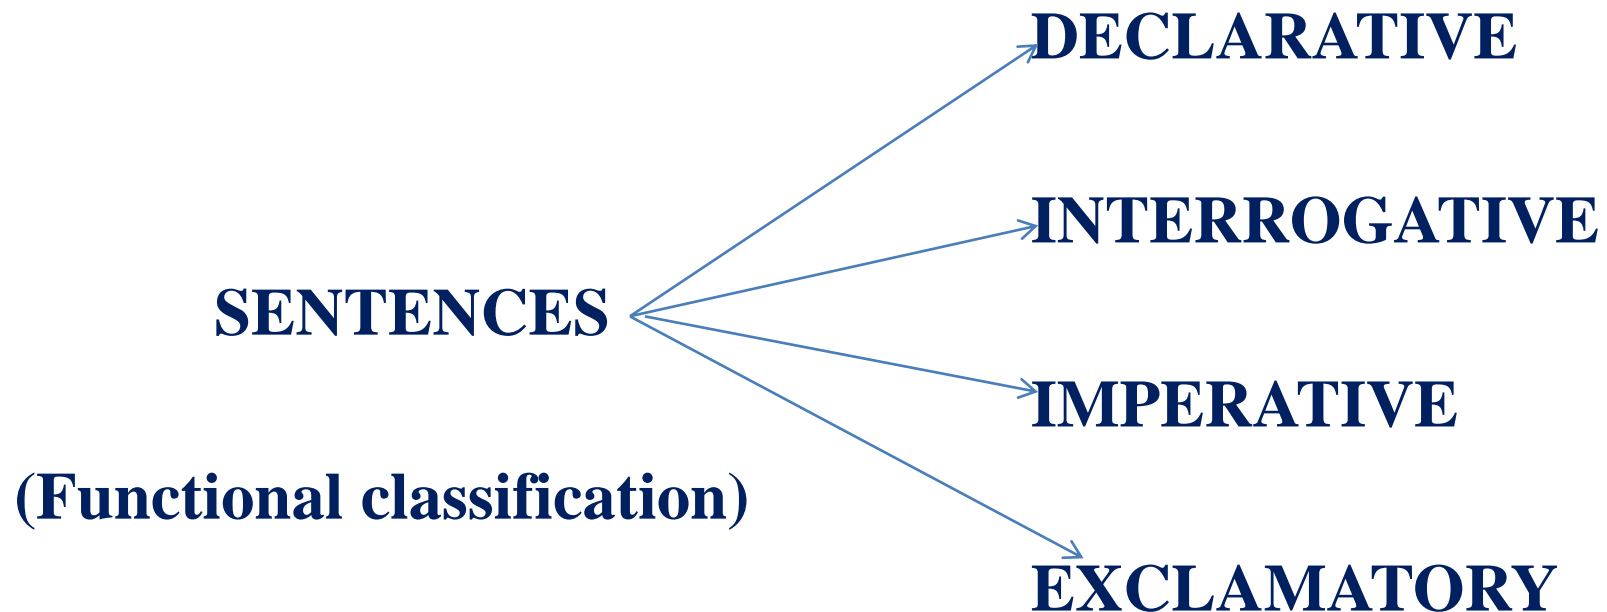 DECLARATIVE
INTERROGATIVE
SENTENCES
IMPERATIVE
(Functional classification)
EXCLAMATORY